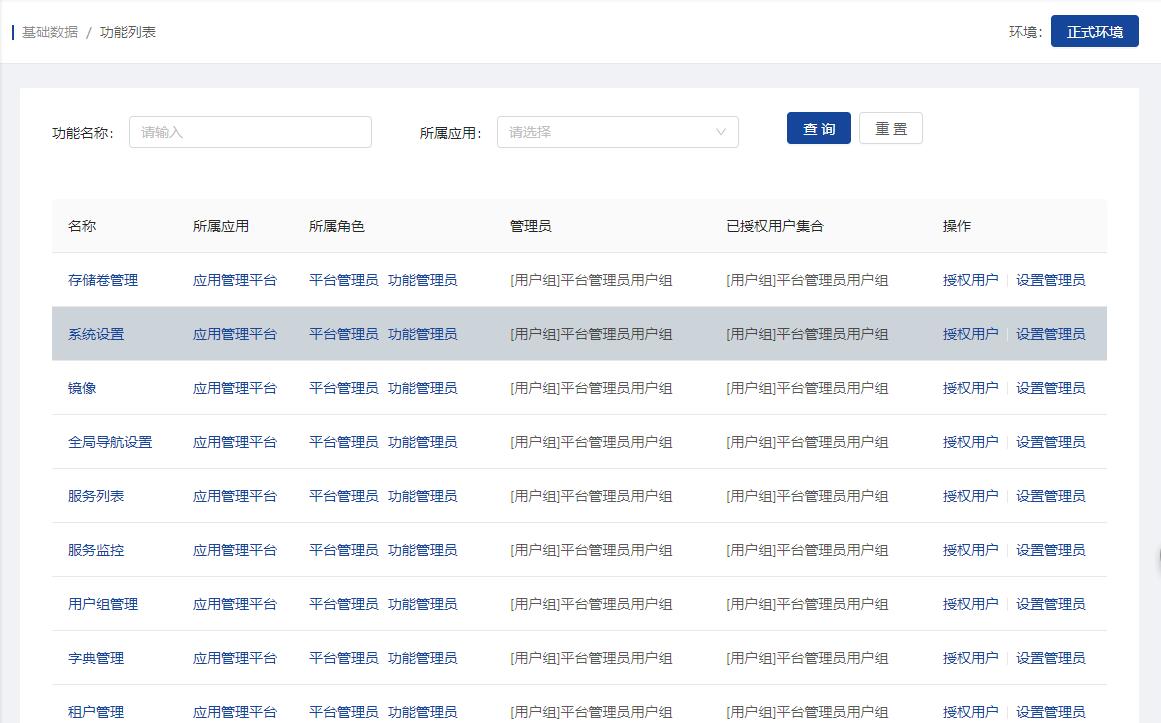 基础数据 / 功能列表 环境: 正式环境
功能名称: 请输入 所属应用: 请选择 查 询 重 置
名称 所属应用 所属角色 管理员 已授权用户集合 操作
存储卷管理 应用管理平台 平台管理员 功能管理员 [用户组]平台管理员用户组 [用户组]平台管理员用户组 授权用户 设置管理员
系统设置 应用管理平台 平台管理员 功能管理员 [用户组]平台管理员用户组 [用户组]平台管理员用户组 授权用户 设置管理员
镜像 应用管理平台 平台管理员 功能管理员 [用户组]平台管理员用户组 [用户组]平台管理员用户组 授权用户 设置管理员
全局导航设置 应用管理平台 平台管理员 功能管理员 [用户组]平台管理员用户组 [用户组]平台管理员用户组 授权用户 设置管理员
服务列表 应用管理平台 平台管理员 功能管理员 [用户组]平台管理员用户组 [用户组]平台管理员用户组 授权用户 设置管理员
服务监控 应用管理平台 平台管理员 功能管理员 [用户组]平台管理员用户组 [用户组]平台管理员用户组 授权用户 设置管理员
用户组管理 应用管理平台 平台管理员 功能管理员 [用户组]平台管理员用户组 [用户组]平台管理员用户组 授权用户 设置管理员
字典管理 应用管理平台 平台管理员 功能管理员 [用户组]平台管理员用户组 [用户组]平台管理员用户组 授权用户 设置管理员
租户管理 应用管理平台 平台管理员 功能管理员 [用户组]平台管理员用户组 [用户组]平台管理员用户组 授权用户 设置管理员